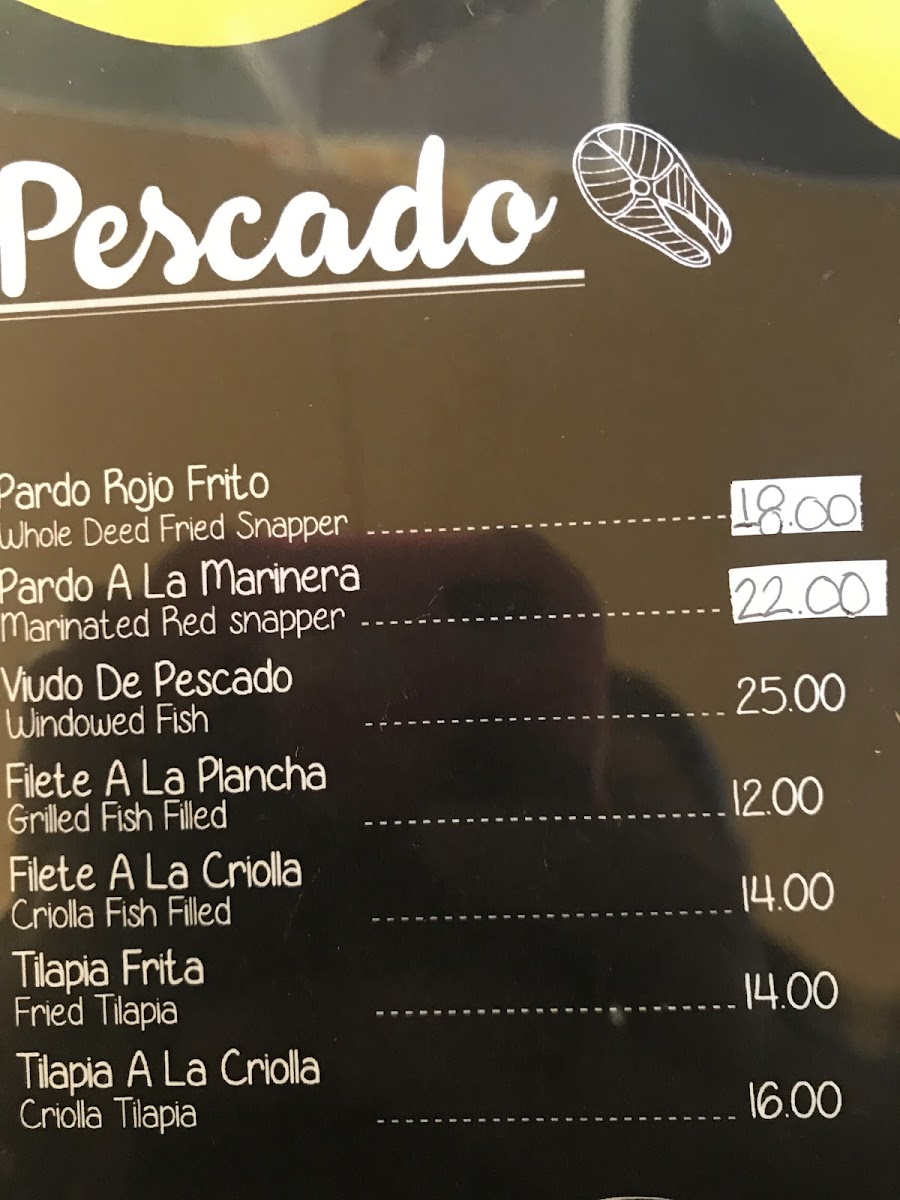 Pescado
Pardo Rojo Frito
Whole Deed Fried Snapper 18.00
Pardo A La Marinera
Marinated Red snapper 22.00
Viudo De Pescado
Windowed Fish 25.00
Filete A La Plancha
Grilled Fish Filled 12.00
Filete A La Criolla
Criolla Fish Filled 14.00
Tilapia Frita
Fried Tilapia 14.00
Tilapia A La Criolla
Criolla Tilapia 16.00